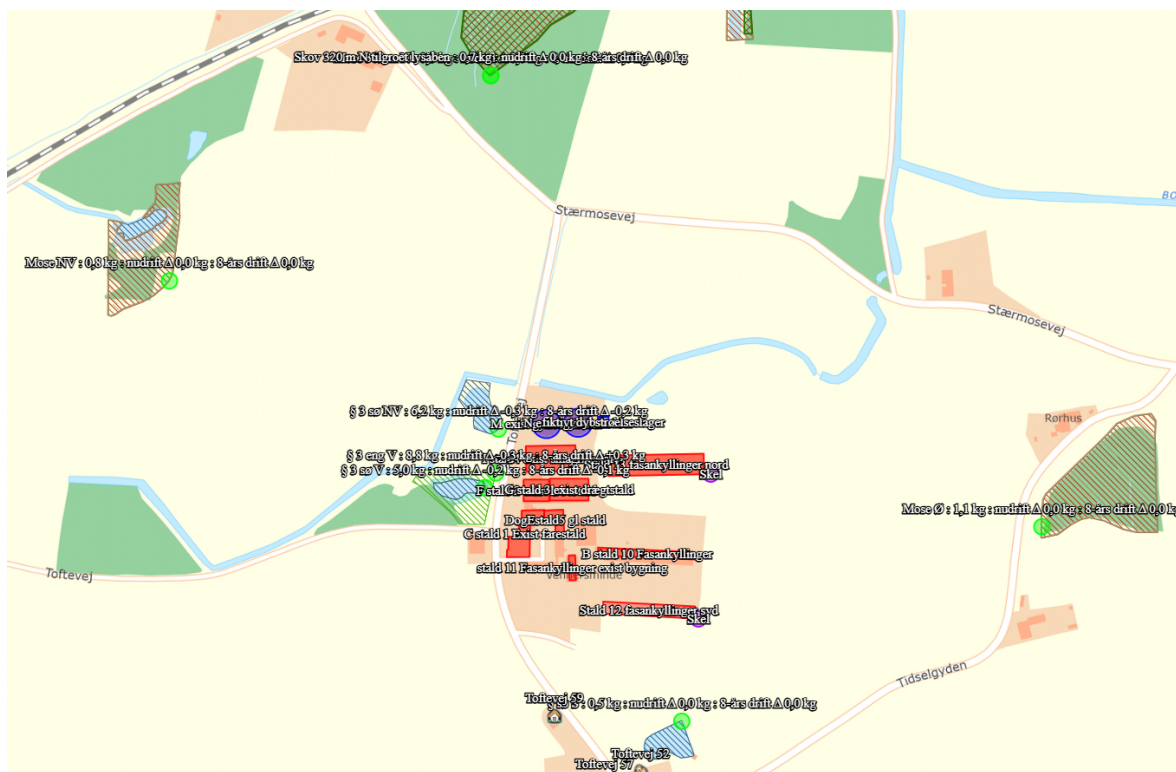 Skov 320 m N tilgroet lysåben : 0,7 kg : nudrift Δ 0,0 kg : 8-års drift Δ 0,0 kg
Stærmosevej
Mose NV : 0,8 kg : nudrift Δ 0,0 kg : 8-års drift Δ 0,0 kg
Stærmosevej
§ 3 sø NV : 6,2 kg : nudrift Δ -0,3 kg : 8-års drift Δ -0,2 kg
fiktivt dybstrøelseslager
Rørhus
§ 3 eng V : 8,8 kg : nudrift Δ -0,3 kg : 8-års drift Δ +0,3 kg
fasankyllinger nord
§ 3 sø V : 5,0 kg : nudrift Δ -0,2 kg : 8-års drift Δ +0,1 kg
Skel
stald 3 exist drægtstald
Mose Ø : 1,1 kg : nudrift Δ 0,0 kg : 8-års drift Δ 0,0 kg
gl stald
C stald 1 Exist farestald
B stald 10 Fasankyllinger
stald 11 Fasankyllinger exist bygning
Toftevej
Stald 12 fasankyllinger syd
Skel
Tidselgyden
Toftevej 59
: 0,5 kg : nudrift Δ 0,0 kg : 8-års drift Δ 0,0 kg
Toftevej 52
Toftevej 57